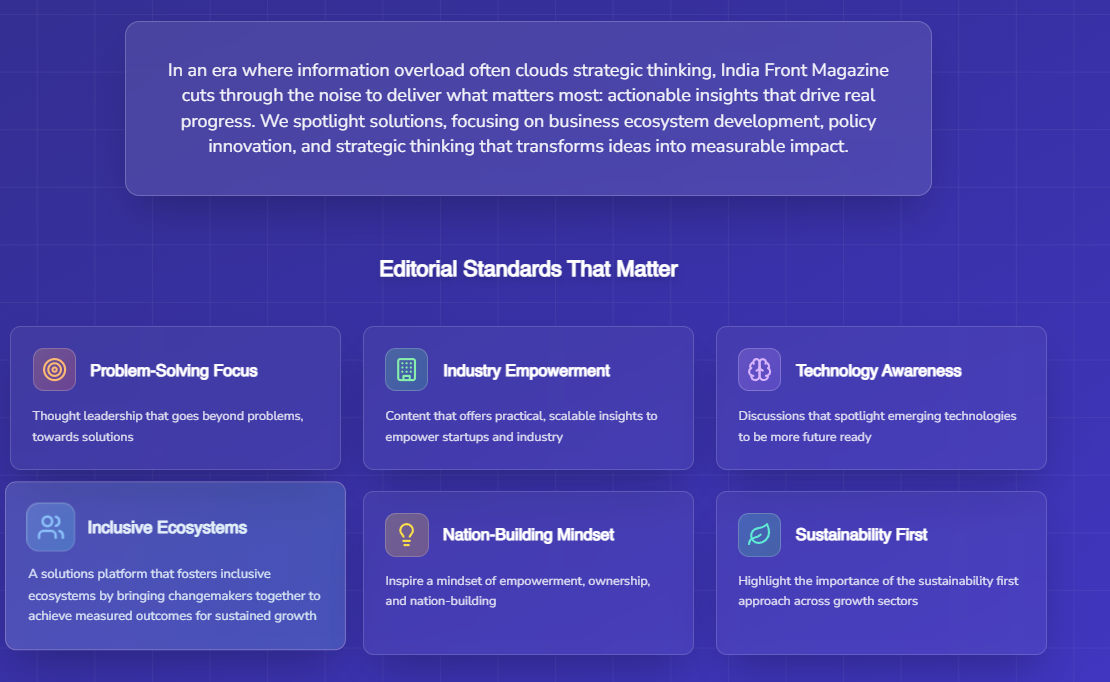 In an era where information overload often clouds strategic thinking, India Front Magazine
cuts through the noise to deliver what matters most: actionable insights that drive real
progress. We spotlight solutions, focusing on business ecosystem development, policy
innovation, and strategic thinking that transforms ideas into measurable impact.
Editorial Standards That Matter
Problem-Solving Focus
Thought leadership that goes beyond problems,
towards solutions
Industry Empowerment
Content that offers practical, scalable insights to
empower startups and industry
Technology Awareness
Discussions that spotlight emerging technologies
to be more future ready
Inclusive Ecosystems
A solutions platform that fosters inclusive
ecosystems by bringing changemakers together to
achieve measured outcomes for sustained growth
Nation-Building Mindset
Inspire a mindset of empowerment, ownership,
and nation-building
Sustainability First
Highlight the importance of the sustainability first
approach across growth sectors